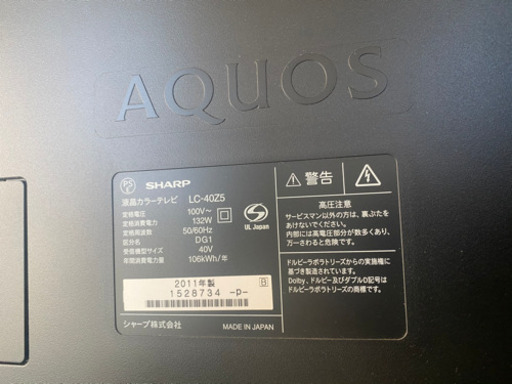 AQUOS
PS
E
SHARP
液晶カラーテレビ LC-40Z5
定格電圧 100V~
定格消費電力 132W
定格周波数 50/60Hz
区分名 DG1
受信機型サイズ 40V
年間消費電力量 106kWh/年
UL Japan
2011年製
B
1528734 -D-
シャープ株式会社 MADE IN JAPAN
警告
高圧注意
サービスマン以外の方は、裏ぶたを
あけないでください。
内部には高電圧部分が数多くあり、
万一さわると危険です。
ドルビーラボラトリーズからの実施権に
基づき製造されています。
Dolby、ドルビー及びダブルD記号は
ドルビーラボラトリーズの商標です。